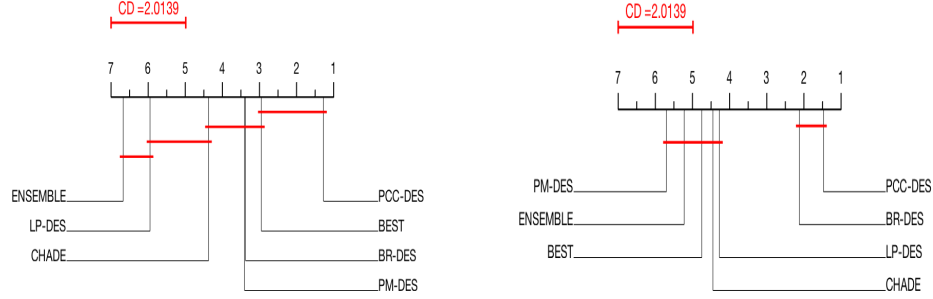 CD =2.0139
7 6 5 4 3 2 1
ENSEMBLE
LP-DES
CHADE
PCC-DES
BEST
BR-DES
PM-DES
CD =2.0139
7 6 5 4 3 2 1
PM-DES
ENSEMBLE
BEST
PCC-DES
BR-DES
LP-DES
CHADE